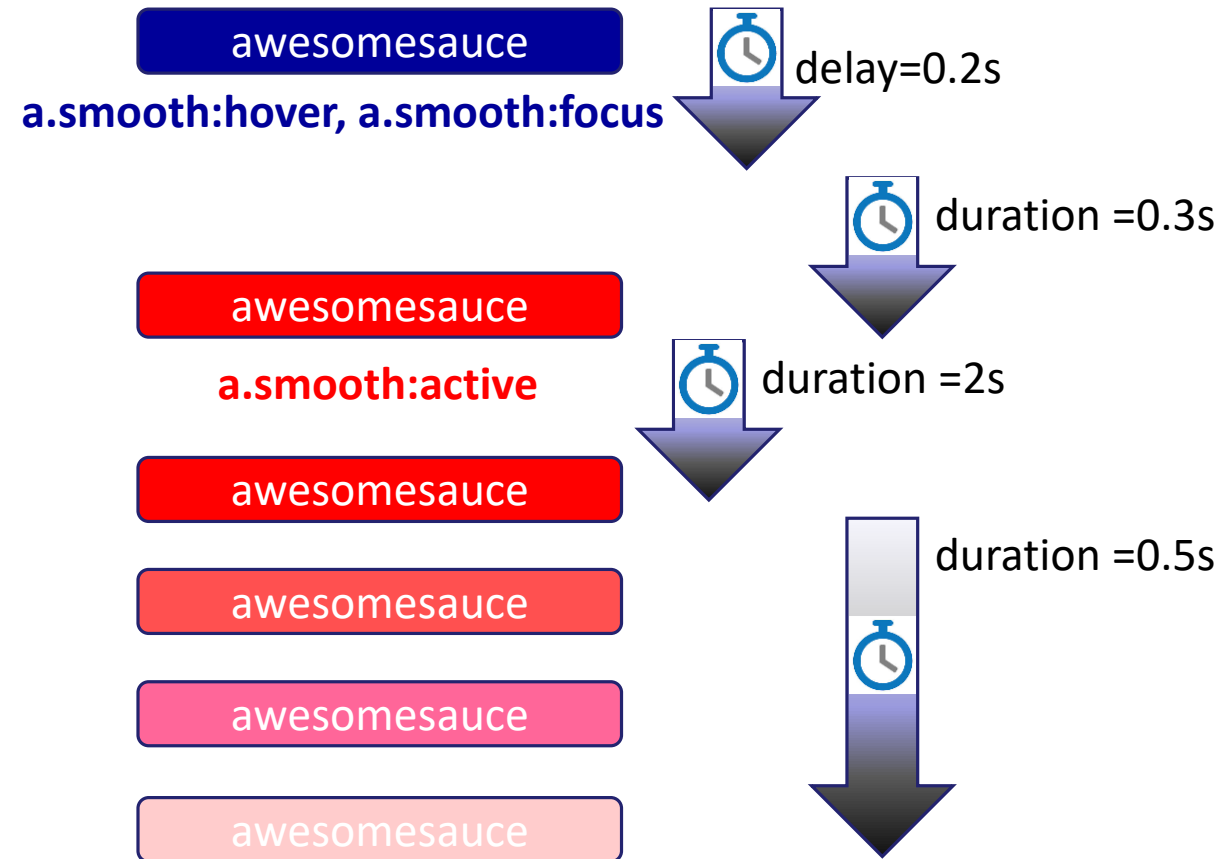 awesomesauce
delay=0.2s
a.smooth:hover, a.smooth:focus
duration =0.3s
awesomesauce
a.smooth:active
duration =2s
awesomesauce
duration =0.5s
awesomesauce
awesomesauce
awesomesauce